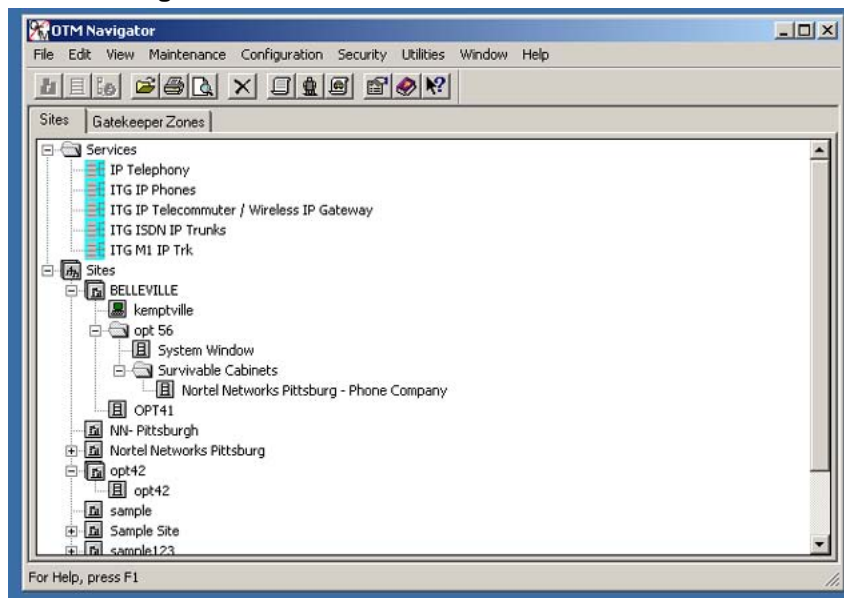 OTM Navigator
File Edit View Maintenance Configuration Security Utilities Window Help
Sites Gatekeeper Zones
Services
IP Telephony
ITG IP Phones
ITG IP Telecommuter / Wireless IP Gateway
ITG ISDN IP Trunks
ITG M1 IP Trk
Sites
BELLEVILLE
kemptville
opt 56
System Window
Survivable Cabinets
Nortel Networks Pittsburg - Phone Company
OPT41
NN- Pittsburgh
Nortel Networks Pittsburg
opt42
opt42
sample
Sample Site
sample123
For Help, press F1